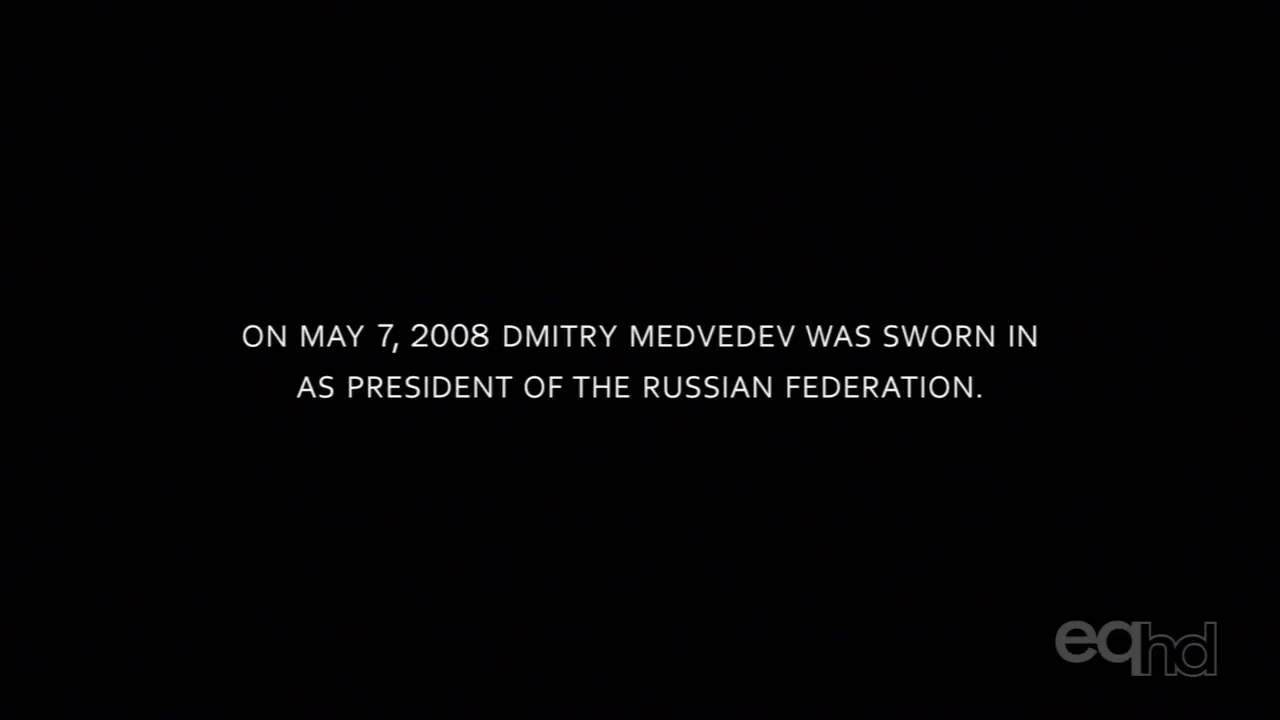 ON MAY 7, 2008 DMITRY MEDVEDEV WAS SWORN IN
AS PRESIDENT OF THE RUSSIAN FEDERATION.
eqhd